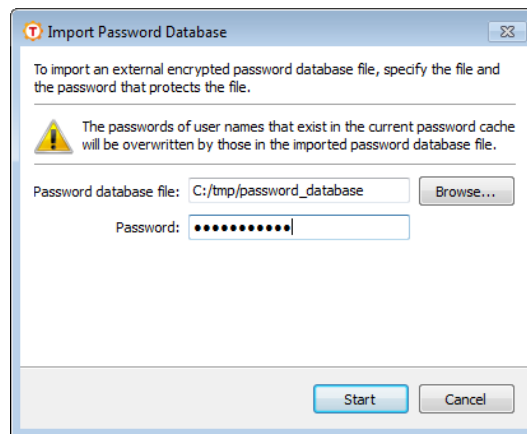 T Import Password Database
To import an external encrypted password database file, specify the file and
the password that protects the file.
The passwords of user names that exist in the current password cache
will be overwritten by those in the imported password database file.
Password database file: C:/tmp/password_database Browse...
Password: ●●●●●●●●●●●
Start Cancel